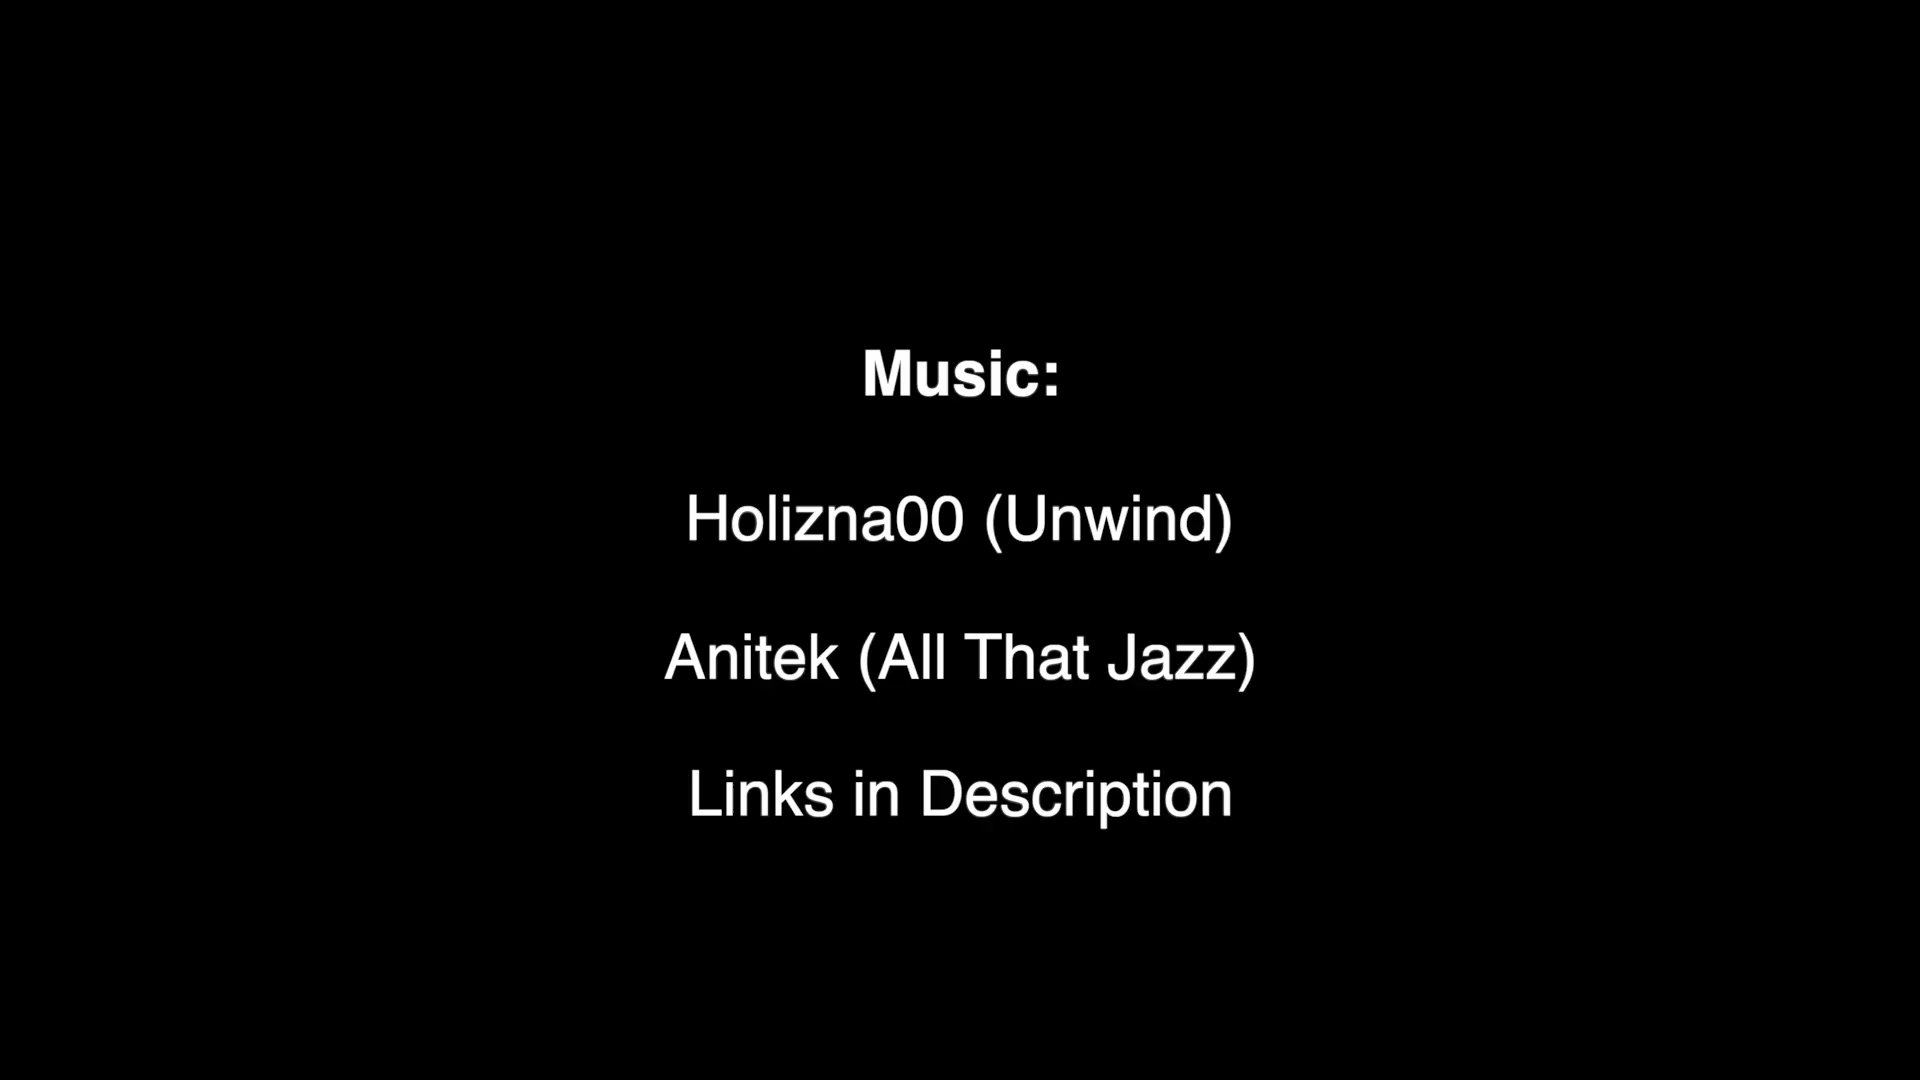 Music:
Holizna00 (Unwind)
Anitek (All That Jazz)
Links in Description